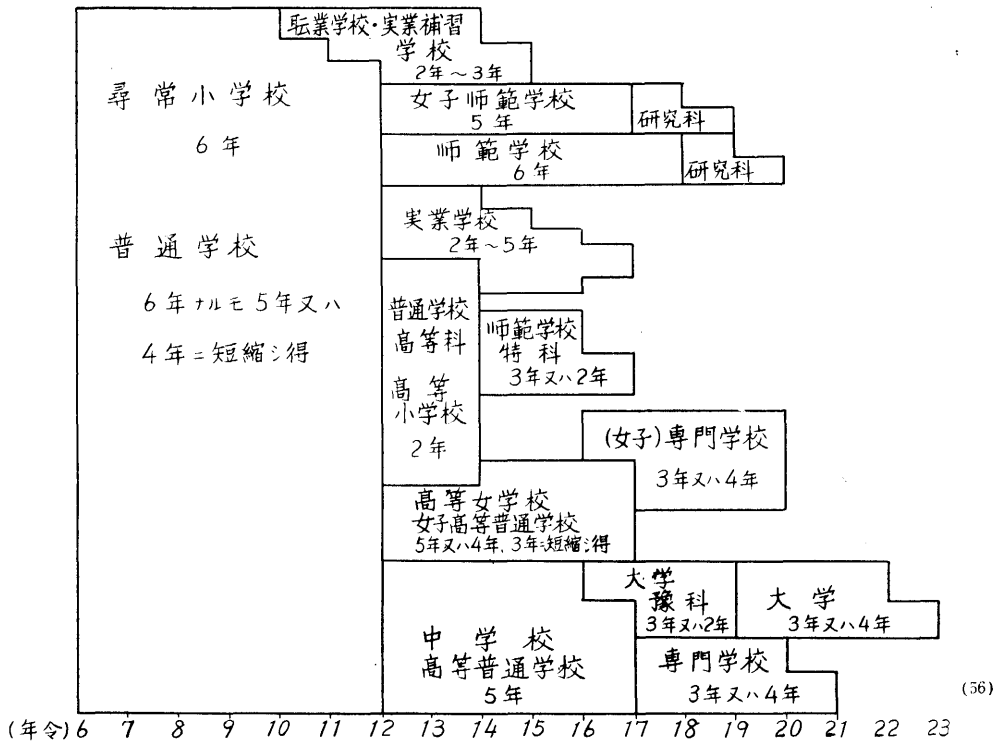 転業学校・実業補習
学校
2年～3年
尋常小学校
6年
女子师範学校
5年
研究科
师範学校
6年
研究科
普通学校
6年ナルモ5年又ハ
4年ニ短縮シ得
実業学校
2年～5年
普通学校
高等科
高等
小学校
2年
师範学校
特科
3年又ハ2年
(女子)専門学校
3年又ハ4年
高等女学校
女子高等普通学校
5年又ハ4年,3年ニ短縮シ得
大学
豫科
3年又ハ2年
大学
3年又ハ4年
中学校
高等普通学校
5年
専門学校
3年又ハ4年
(56)
(年令) 6 7 8 9 10 11 12 13 14 15 16 17 18 19 20 21 22 23